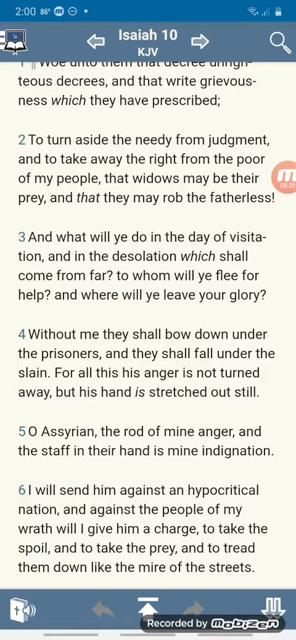 2:00 86°
Isaiah 10
KJV
1 Woe unto them that decree unrigh-
teous decrees, and that write grievous-
ness which they have prescribed;
2 To turn aside the needy from judgment,
and to take away the right from the poor
of my people, that widows may be their
prey, and that they may rob the fatherless!
08:29
3 And what will ye do in the day of visita-
tion, and in the desolation which shall
come from far? to whom will ye flee for
help? and where will ye leave your glory?
4 Without me they shall bow down under
the prisoners, and they shall fall under the
slain. For all this his anger is not turned
away, but his hand is stretched out still.
5 O Assyrian, the rod of mine anger, and
the staff in their hand is mine indignation.
6 I will send him against an hypocritical
nation, and against the people of my
wrath will I give him a charge, to take the
spoil, and to take the prey, and to tread
them down like the mire of the streets.
Recorded by Mobizen